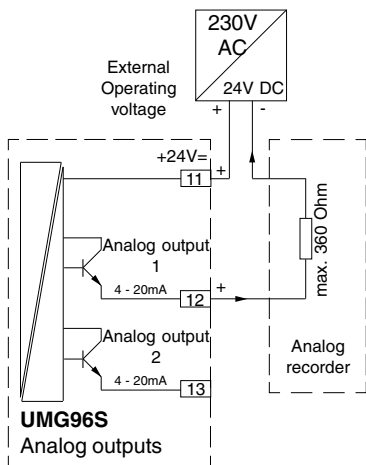 230V
AC
24V DC
External
Operating
voltage
+ -
+24V=
11 +
Analog output
1
4 - 20mA
12 +
Analog output
2
4 - 20mA
13
max. 360 Ohm
Analog
recorder
UMG96S
Analog outputs